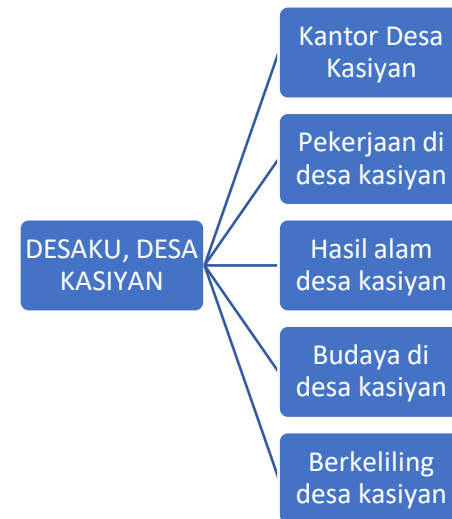 DESAKU, DESA
KASIYAN
Kantor Desa
Kasiyan
Pekerjaan di
desa kasiyan
Hasil alam
desa kasiyan
Budaya di
desa kasiyan
Berkeliling
desa kasiyan